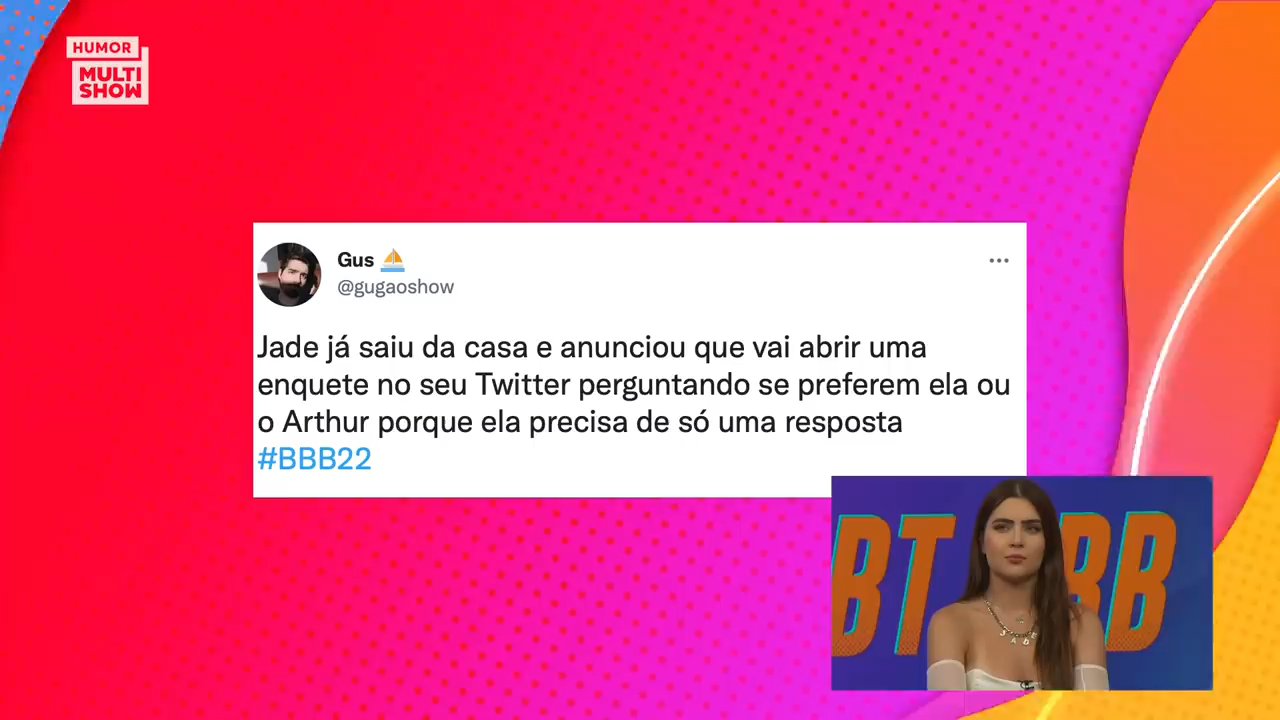 HUMOR
MULTI
SHOW
Gus
@gugaoshow
Jade já saiu da casa e anunciou que vai abrir uma
enquete no seu Twitter perguntando se preferem ela ou
o Arthur porque ela precisa de só uma resposta
#BBB22
BT BB
JADE